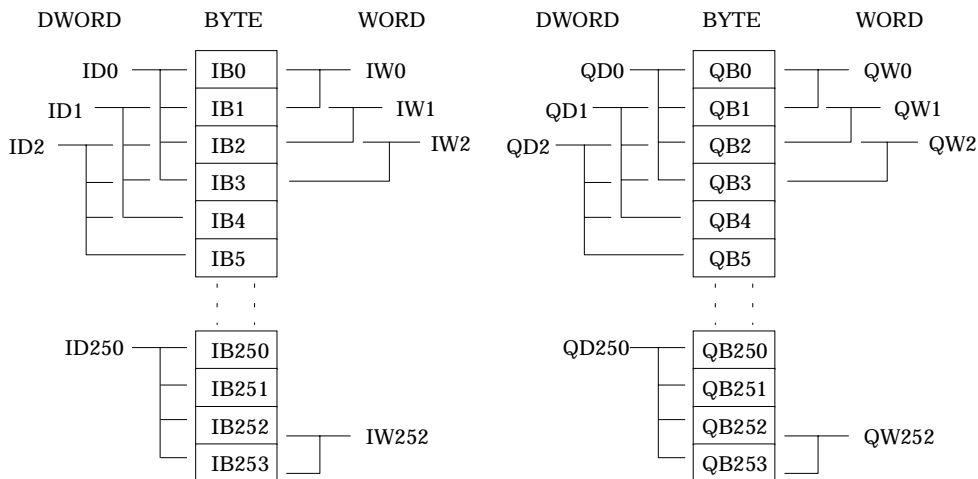 DWORD BYTE WORD DWORD BYTE WORD
ID0 IB0 IW0 QD0 QB0 QW0
ID1 IB1 IW1 QD1 QB1 QW1
ID2 IB2 IW2 QD2 QB2 QW2
IB3 QB3
IB4 QB4
IB5 QB5
ID250 IB250 QD250 QB250
IB251 QB251
IB252 IW252 QB252 QW252
IB253 QB253